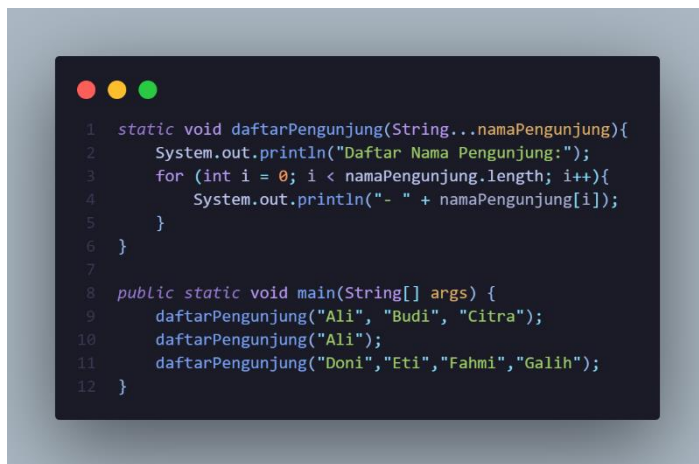 1 static void daftarPengunjung(String...namaPengunjung){
2 System.out.println("Daftar Nama Pengunjung:");
3 for (int i = 0; i < namaPengunjung.length; i++){
4 System.out.println("- " + namaPengunjung[i]);
5 }
6 }
7
8 public static void main(String[] args) {
9 daftarPengunjung("Ali", "Budi", "Citra");
10 daftarPengunjung("Ali");
11 daftarPengunjung("Doni","Eti","Fahmi","Galih");
12 }